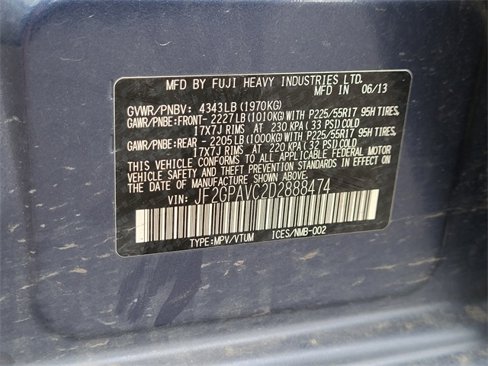 MFD BY FUJI HEAVY INDUSTRIES LTD.
MFD IN 06/13
GVWR/PNBV: 4343LB (1970KG)
GAWR/PNBE:FRONT- 2227LB (1010KG) WITH P225/55R17 95H TIRES,
17X7J RIMS AT 230 KPA (33 PSI) COLD
GAWR/PNBE:REAR - 2205LB (1000KG) WITH P225/55R17 95H TIRES,
17X7J RIMS AT 220 KPA (32 PSI) COLD
THIS VEHICLE CONFORMS TO ALL APPLICABLE FEDERAL MOTOR
VEHICLE SAFETY AND THEFT PREVENTION STANDARDS IN EFFECT
ON THE DATE OF MANUFACTURE SHOWN ABOVE.
VIN: JF2GPAVC2D2888474
TYPE:MPV/VTUM ICES/NMB-002